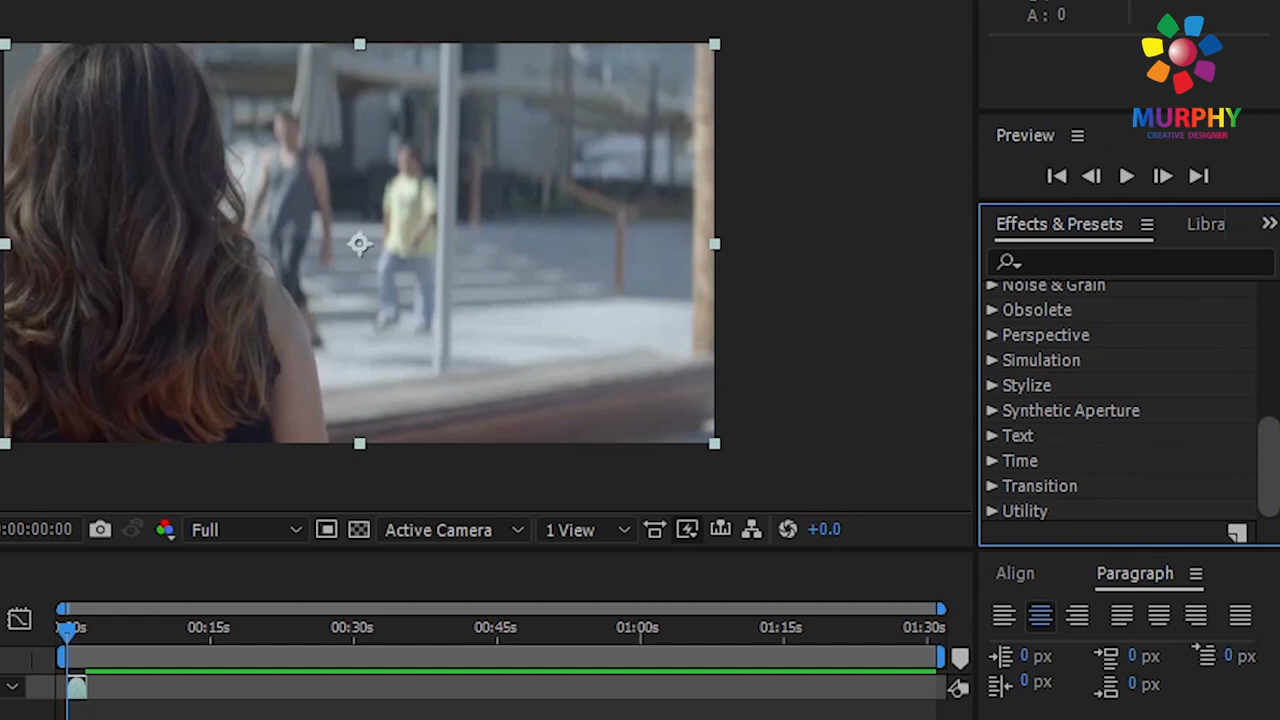 A : 0
MURPHY
CREATIVE DESIGNER
Preview
Effects & Presets
Libra
Noise & Grain
Obsolete
Perspective
Simulation
Stylize
Synthetic Aperture
Text
Time
Transition
Utility
0:00:00:00
Full
Active Camera
1 View
+0.0
Align
Paragraph
00s
00:15s
00:30s
00:45s
01:00s
01:15s
01:30s
0 px
0 px
0 px
0 px
0 px